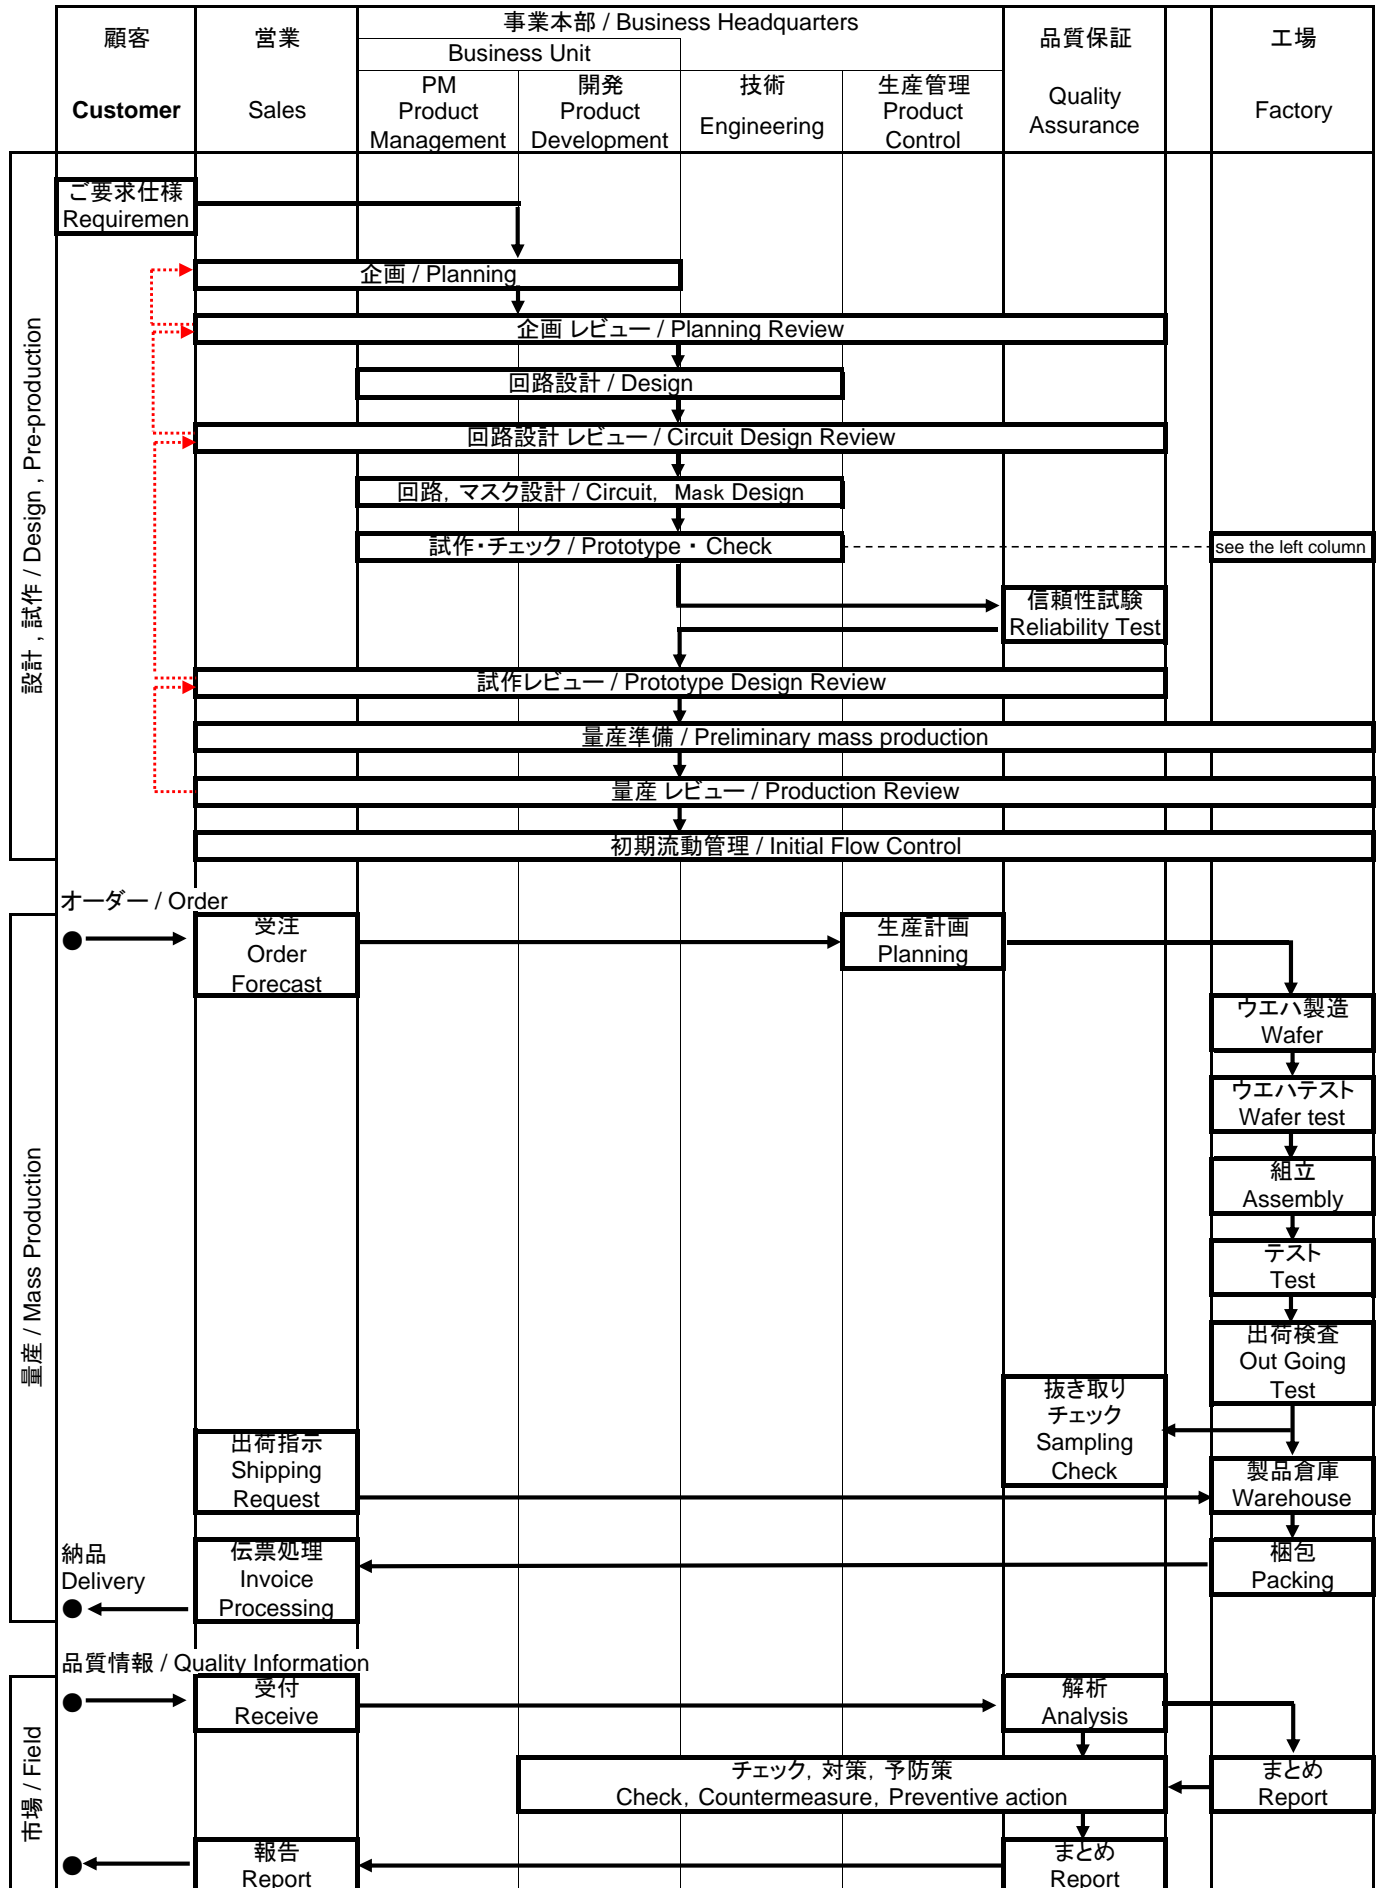 顧客
Customer
営業
Sales
事業本部 / Business Headquarters
Business Unit
PM
Product
Management
開発
Product
Development
技術
Engineering
生産管理
Product
Control
品質保証
Quality
Assurance
工場
Factory
設計 , 試作 / Design , Pre-production
ご要求仕様
Requiremen
企画 / Planning
企画 レビュー / Planning Review
回路設計 / Design
回路設計 レビュー / Circuit Design Review
回路, マスク設計 / Circuit, Mask Design
試作・チェック / Prototype ・ Check
see the left column
信頼性試験
Reliability Test
試作レビュー / Prototype Design Review
量産準備 / Preliminary mass production
量産 レビュー / Production Review
初期流動管理 / Initial Flow Control
量産 / Mass Production
オーダー / Order
受注
Order
Forecast
生産計画
Planning
ウエハ製造
Wafer
ウエハテスト
Wafer test
組立
Assembly
テスト
Test
出荷検査
Out Going
Test
抜き取り
チェック
Sampling
Check
出荷指示
Shipping
Request
製品倉庫
Warehouse
納品
Delivery
伝票処理
Invoice
Processing
梱包
Packing
市場 / Field
品質情報 / Quality Information
受付
Receive
解析
Analysis
チェック, 対策, 予防策
Check, Countermeasure, Preventive action
まとめ
Report
報告
Report
まとめ
Report